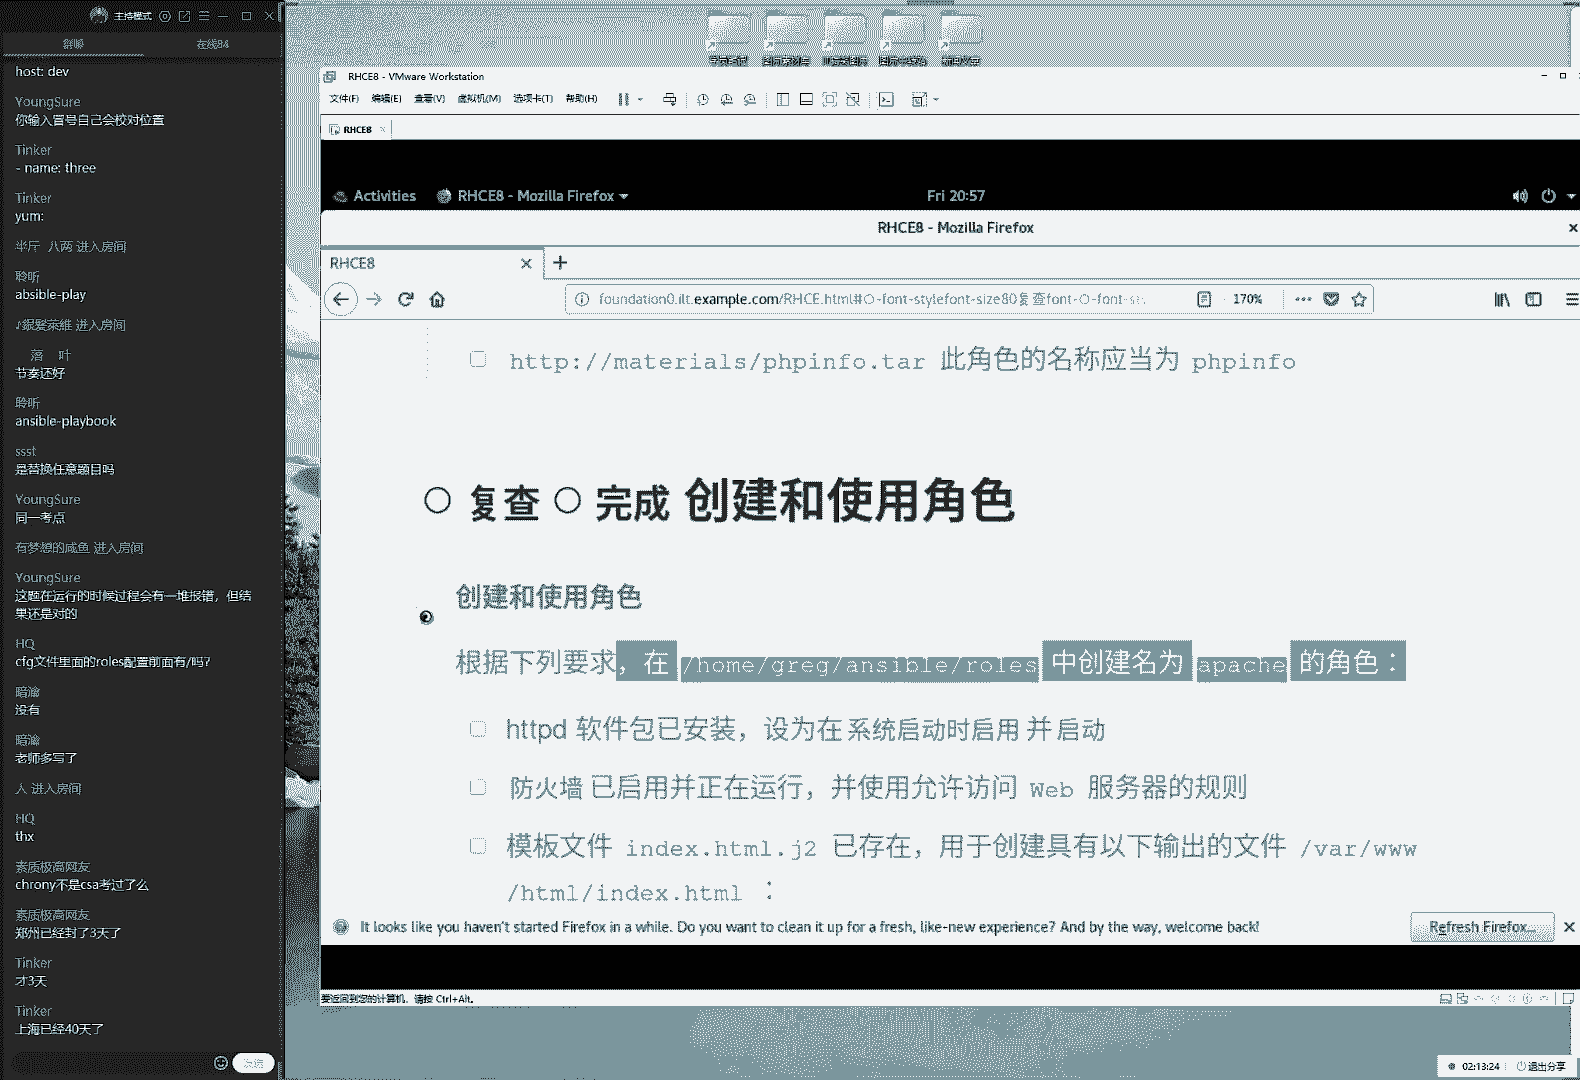 主持模式
群聊
在线84
host: dev
YoungSure
你输入冒号自己会校对位置
Tinker
- name: three
Tinker
yum:
半斤 八两 进入房间
聆听
absible-play
进入房间
落 叶
节奏还好
聆听
ansible-playbook
ssst
是替换任意题目吗
YoungSure
同一考点
有梦想的咸鱼 进入房间
YoungSure
这题在运行的时候过程会有一堆报错，但结
果还是对的
HQ
cfg文件里面的roles配置前面有/吗?
暗渝
没有
暗渝
老师多写了
人 进入房间
HQ
thx
素质极高网友
chrony不是csa考过了么
素质极高网友
郑州已经封了3天了
Tinker
才3天
Tinker
上海已经40天了
发送
RHCE8 - VMware Workstation
文件(F) 编辑(E) 查看(V) 虚拟机(M) 选项卡(T) 帮助(H)
RHCE8
Activities RHCE8 - Mozilla Firefox Fri 20:57
RHCE8 - Mozilla Firefox
RHCE8
foundation0.ilt.example.com/RHCE.html#O-font-stylefont-size80复查font-O-font-
170%
http://materials/phpinfo.tar 此角色的名称应当为 phpinfo
复查 完成 创建和使用角色
创建和使用角色
根据下列要求，在 /home/greg/ansible/roles 中创建名为 apache 的角色：
httpd 软件包已安装，设为在系统启动时启用 并 启动
防火墙 已启用并正在运行，并使用允许访问 Web 服务器的规则
模板文件 index.html.j2 已存在，用于创建具有以下输出的文件 /var/www
/html/index.html ：
It looks like you haven't started Firefox in a while. Do you want to clean it up for a fresh, like-new experience? And by the way, welcome back!
Refresh Firefox...
要返回到您的计算机，请按 Ctrl+Alt。
02:13:24 退出分享